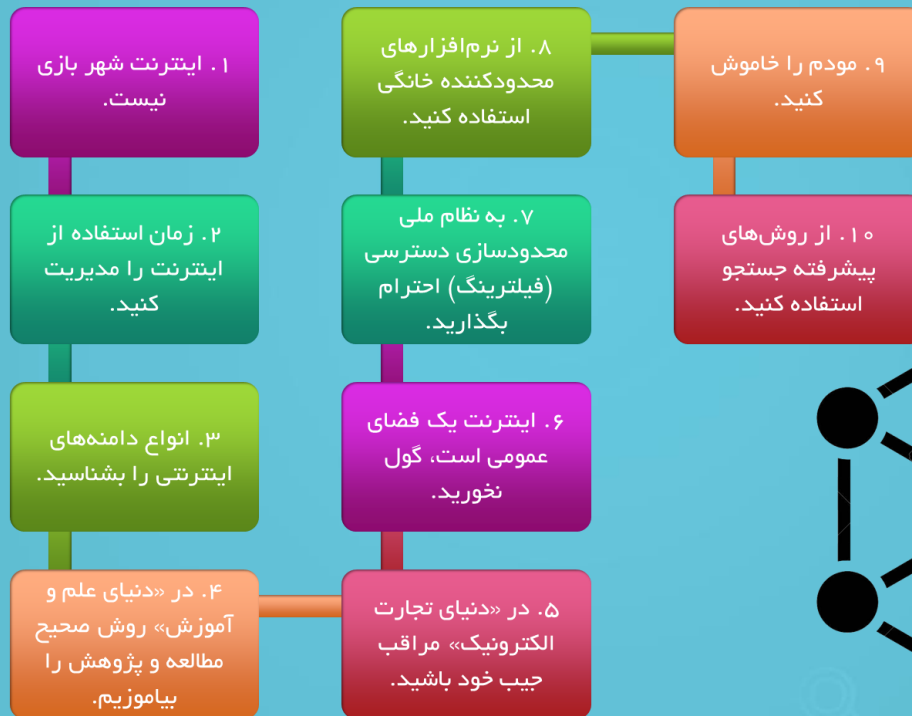 ۱. اینترنت شهر بازی
نیست.
۲. زمان استفاده از
اینترنت را مدیریت
کنید.
۳. انواع دامنه‌های
اینترنتی را بشناسید.
۴. در «دنیای علم و
آموزش» روش صحیح
مطالعه و پژوهش را
بیاموزیم.
۵. در «دنیای تجارت
الکترونیک» مراقب
جیب خود باشید.
۶. اینترنت یک فضای
عمومی است، گول
نخورید.
۷. به نظام ملی
محدودسازی دسترسی
(فیلترینگ) احترام
بگذارید.
۸. از نرم‌افزارهای
محدودکننده خانگی
استفاده کنید.
۹. مودم را خاموش
کنید.
۱۰. از روش‌های
پیشرفته جستجو
استفاده کنید.